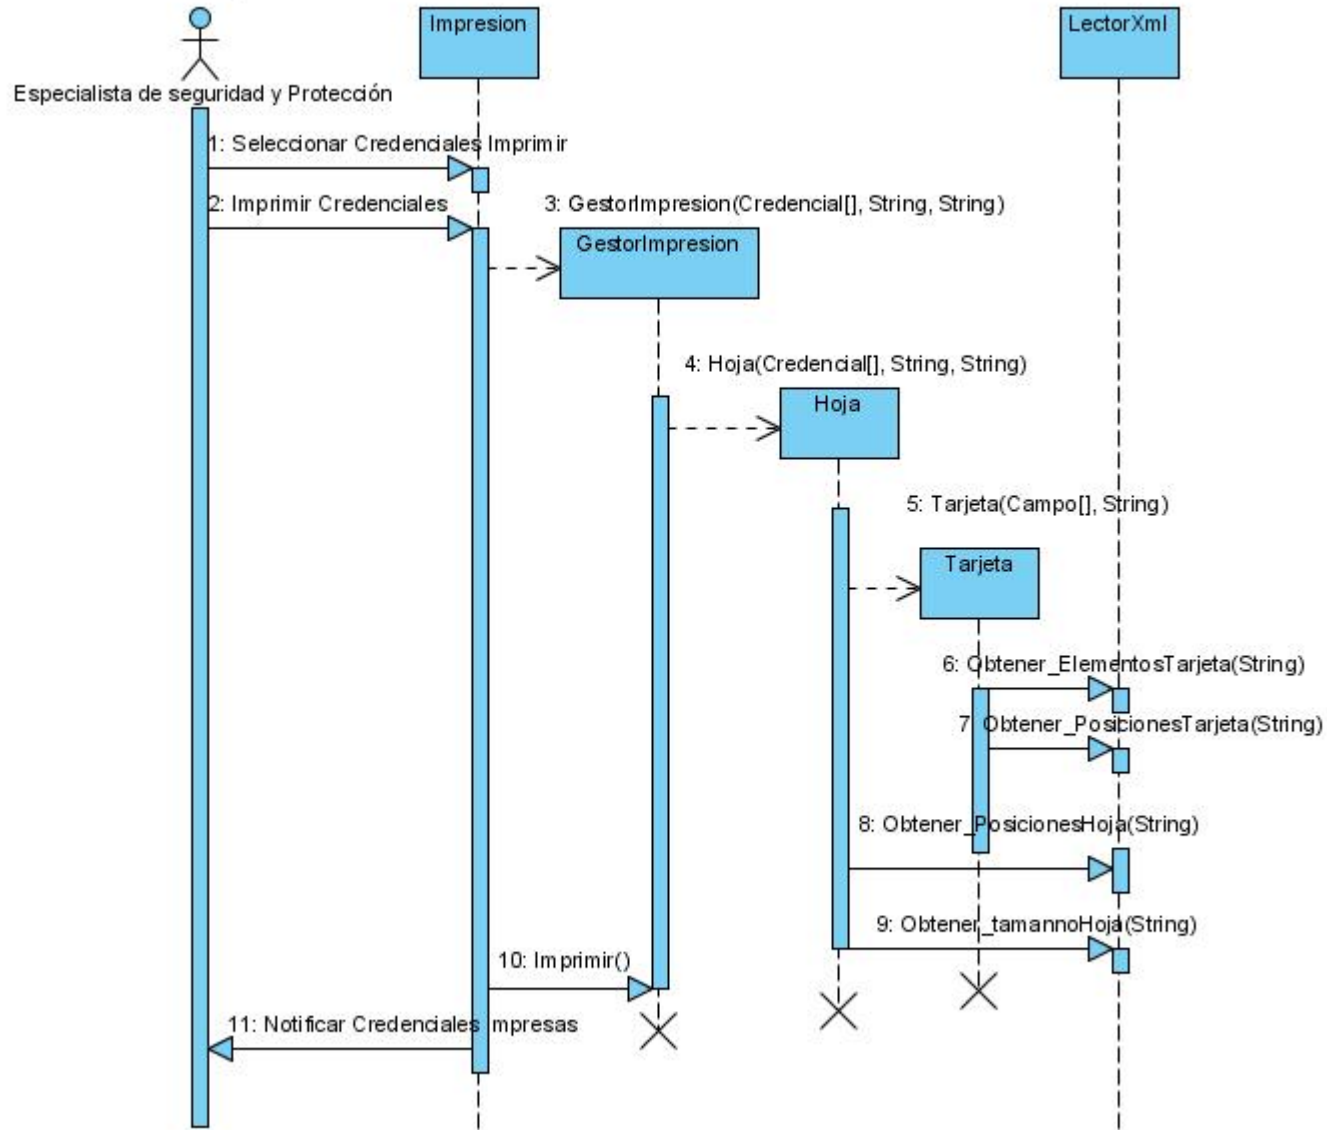 Impresion
LectorXml
Especialista de seguridad y Protección
1: Seleccionar Credenciales Imprimir
2: Imprimir Credenciales
3: GestorImpresion(Credencial[], String, String)
GestorImpresion
4: Hoja(Credencial[], String, String)
Hoja
5: Tarjeta(Campo[], String)
Tarjeta
6: Obtener_ElementosTarjeta(String)
7: Obtener_PosicionesTarjeta(String)
8: Obtener_PosicionesHoja(String)
9: Obtener_tamannoHoja(String)
10: Imprimir()
11: Notificar Credenciales Impresas